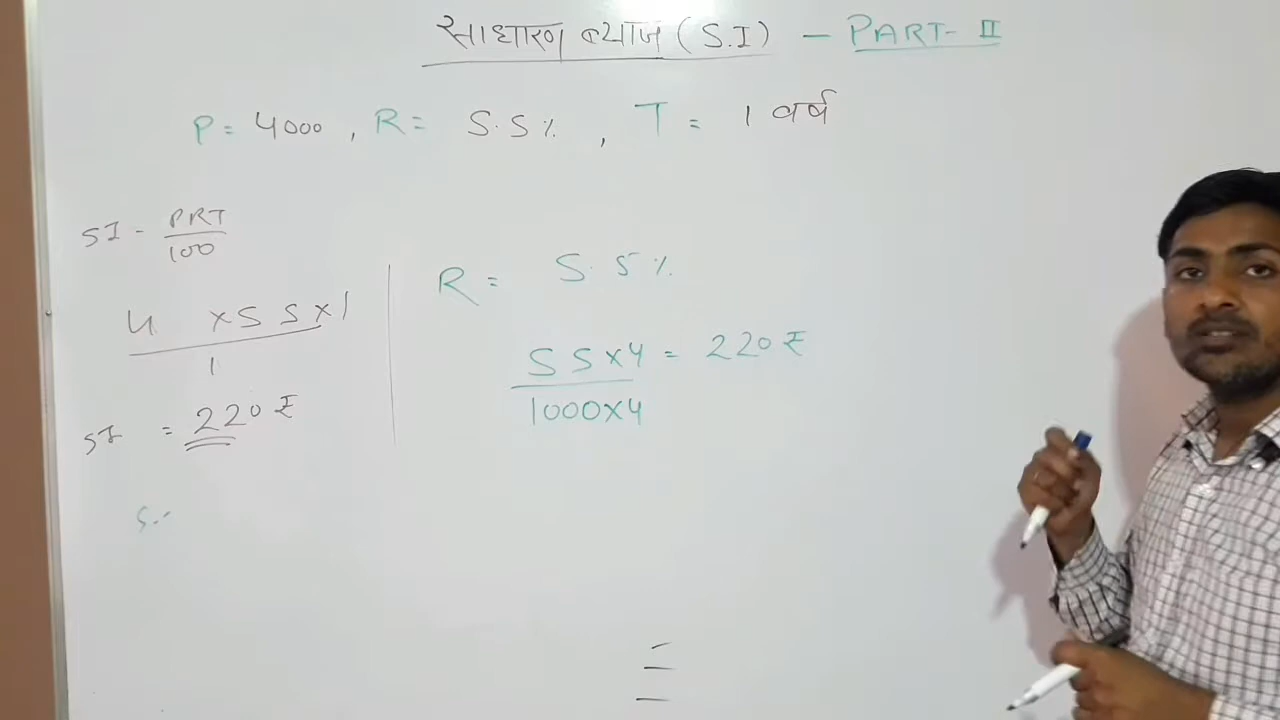 साधारण ब्याज (S.I) - PART-II
P = 4000 , R = 5.5% , T = 1 वर्ष
SI - PRT
100
4 x 5 5 x 1
1
SI = 220₹
R = 5.5%
5 5 x 4 = 220₹
1000 x 4